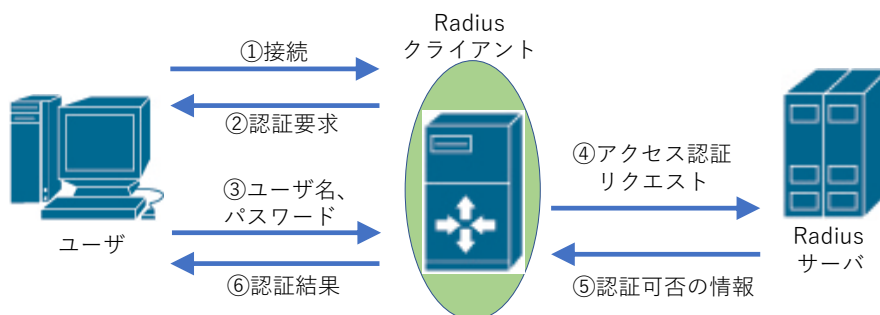 Radius
クライアント
①接続
②認証要求
③ユーザ名、
パスワード
④アクセス認証
リクエスト
ユーザ
⑥認証結果
⑤認証可否の情報
Radius
サーバ